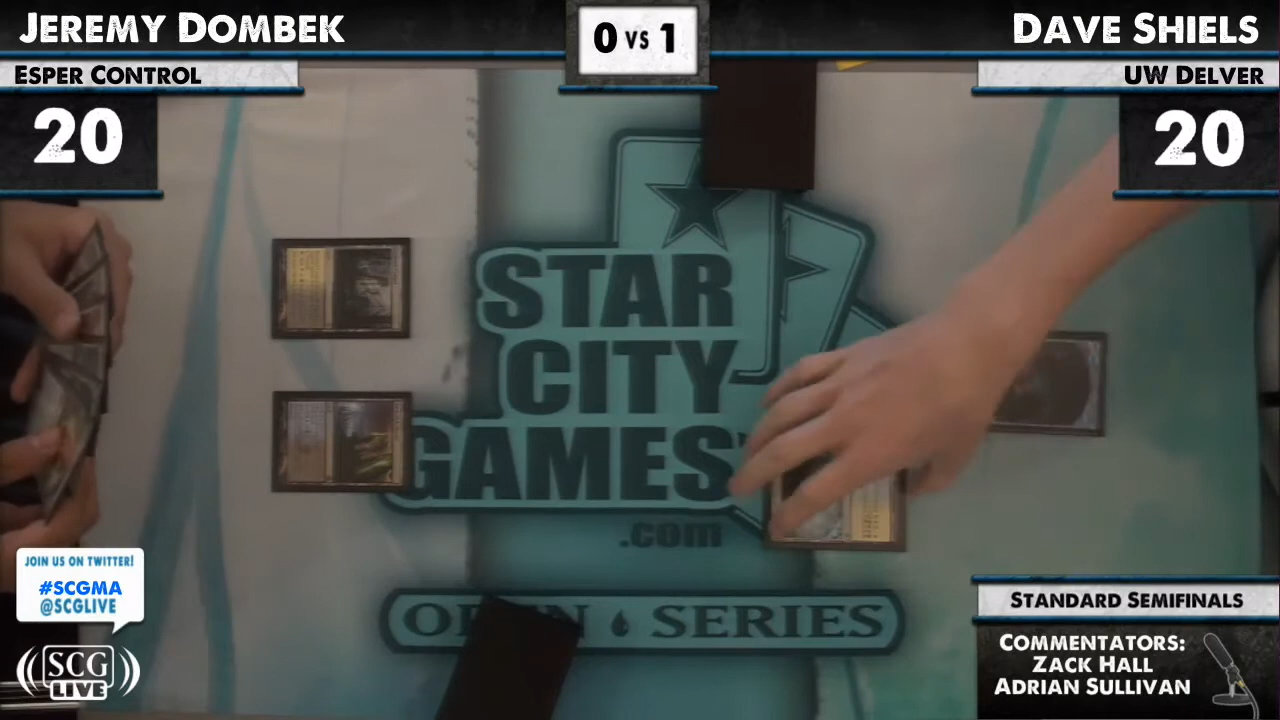 JEREMY DOMBEK
0 VS 1
DAVE SHIELS
ESPER CONTROL
UW DELVER
20
20
STAR
CITY
GAMES
.com
SERIES
JOIN US ON TWITTER!
#SCGMA
@SCGLIVE
SCG
LIVE
STANDARD SEMIFINALS
COMMENTATORS:
ZACK HALL
ADRIAN SULLIVAN